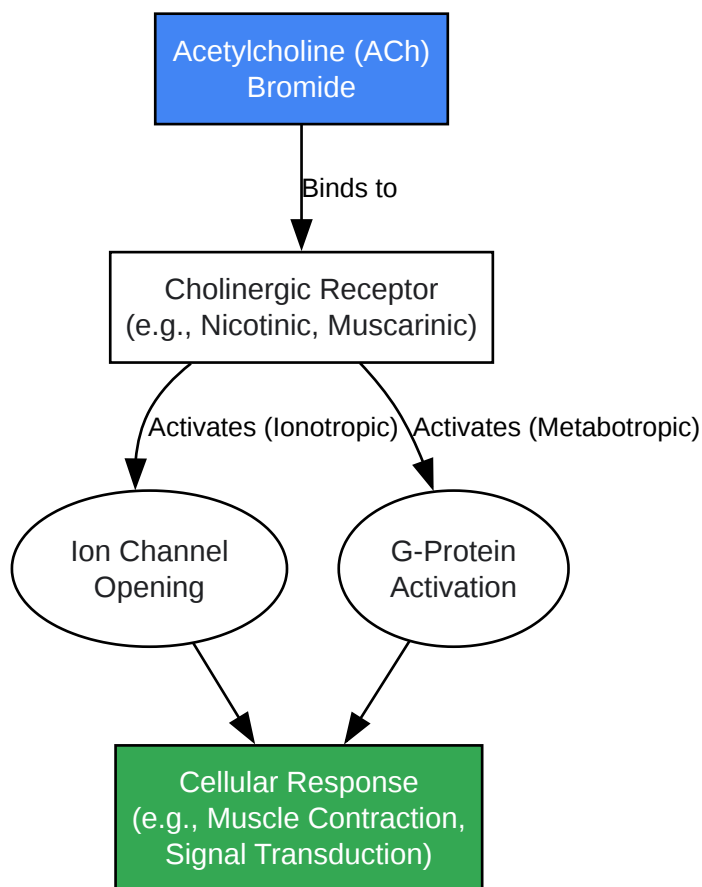 Acetylcholine (ACh)
Bromide
Binds to
Cholinergic Receptor
(e.g., Nicotinic, Muscarinic)
Activates (Ionotropic)
Activates (Metabotropic)
Ion Channel
Opening
G-Protein
Activation
Cellular Response
(e.g., Muscle Contraction,
Signal Transduction)